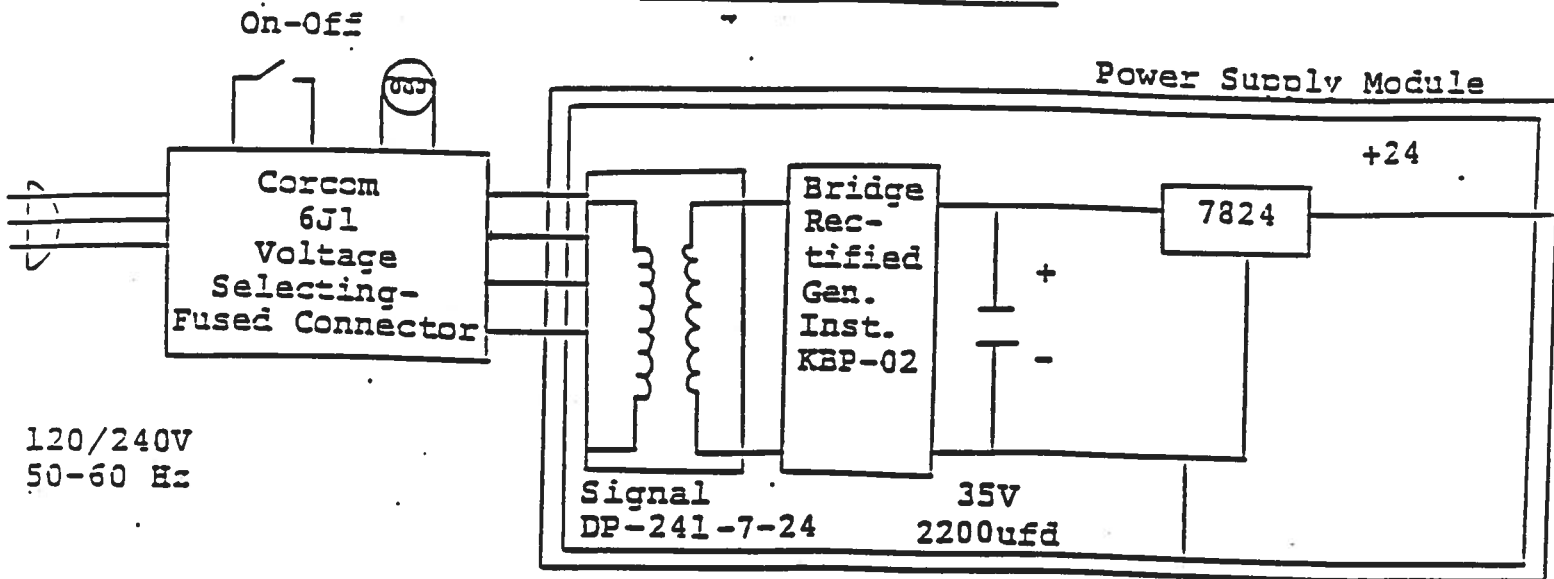 On-Off
Power Supply Module
+24
Corcom
6J1
Voltage
Selecting-
Fused Connector
Bridge
Rec-
tified
Gen.
Inst.
KBP-02
7824
+
-
120/240V
50-60 Hz
Signal
DP-241-7-24
35V
2200ufd